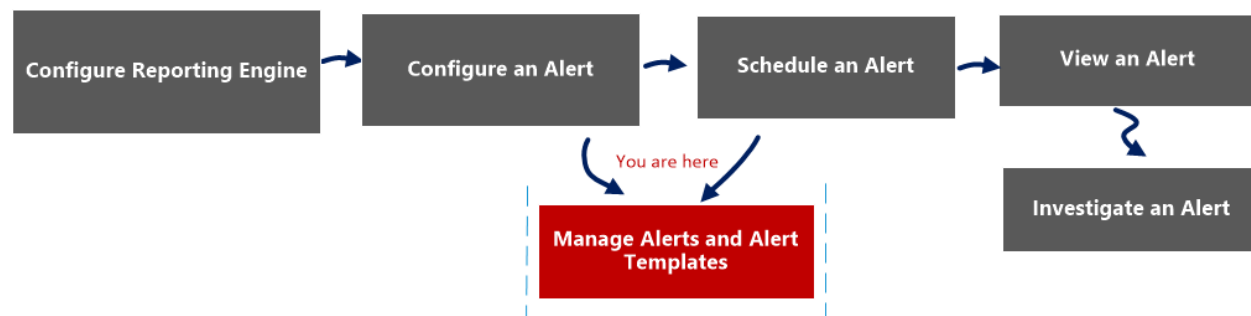 Configure Reporting Engine
Configure an Alert
Schedule an Alert
View an Alert
You are here
Manage Alerts and Alert
Templates
Investigate an Alert